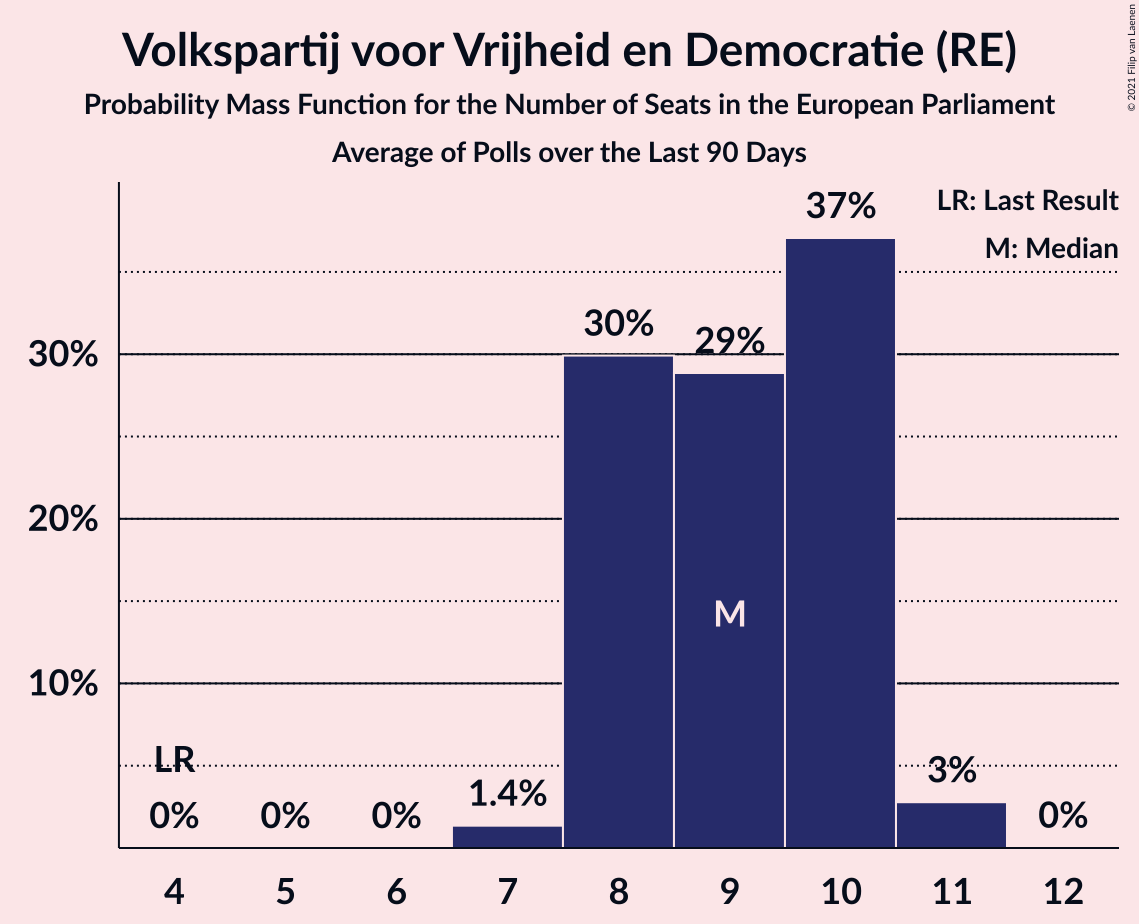 Volkspartij voor Vrijheid en Democratie (RE)
Probability Mass Function for the Number of Seats in the European Parliament
Average of Polls over the Last 90 Days
© 2021 Filip van Laenen
LR: Last Result
M: Median
37%
30%
29%
30%
20%
10%
M
LR
0%
0%
0%
1.4%
3%
0%
4 5 6 7 8 9 10 11 12